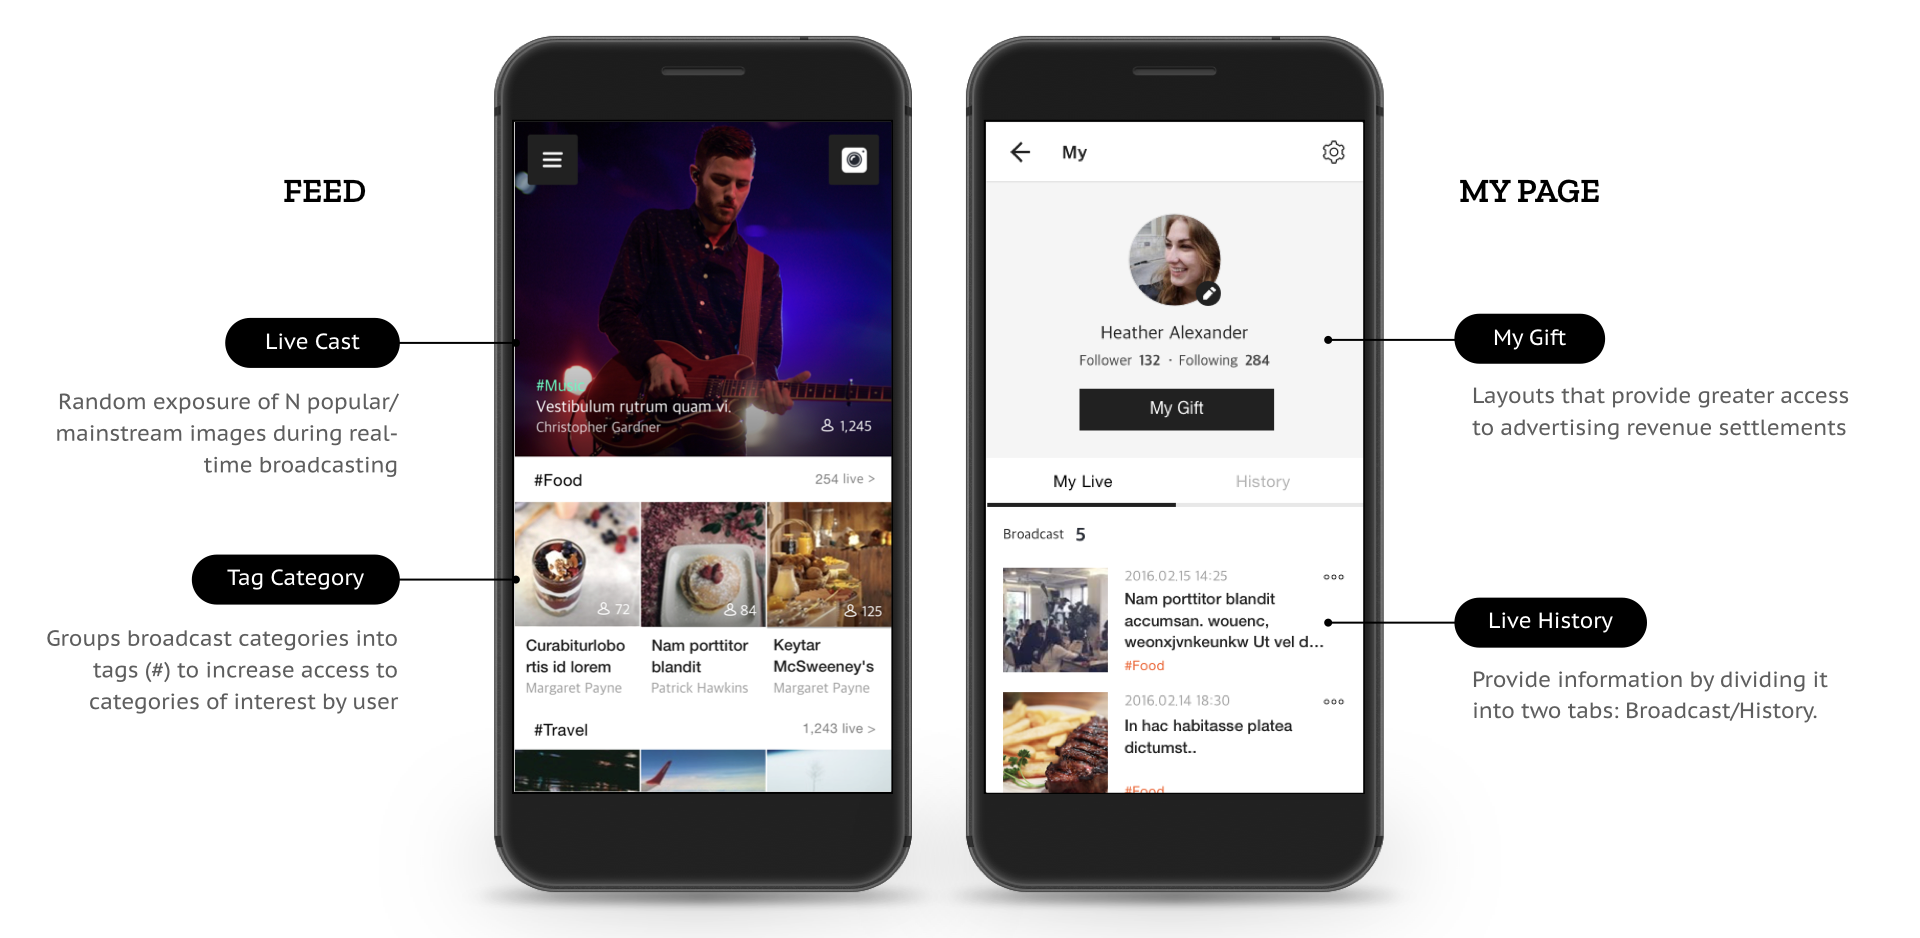 FEED
Live Cast
Random exposure of N popular/
mainstream images during real-
time broadcasting
Tag Category
Groups broadcast categories into
tags (#) to increase access to
categories of interest by user
#Music
Vestibulum rutrum quam vi.
Christopher Gardner
1,245
#Food
254 live >
72
84
125
Curabiturlobo
rtis id lorem
Margaret Payne
Nam porttitor
blandit
Patrick Hawkins
Keytar
McSweeney's
Margaret Payne
#Travel
1,243 live >
My
Heather Alexander
Follower 132 · Following 284
My Gift
My Live
History
Broadcast 5
2016.02.15 14:25
Nam porttitor blandit
accumsan. wouenc,
weonxjvnkeunkw Ut vel d...
#Food
2016.02.14 18:30
In hac habitasse platea
dictumst..
#Food
MY PAGE
My Gift
Layouts that provide greater access
to advertising revenue settlements
Live History
Provide information by dividing it
into two tabs: Broadcast/History.